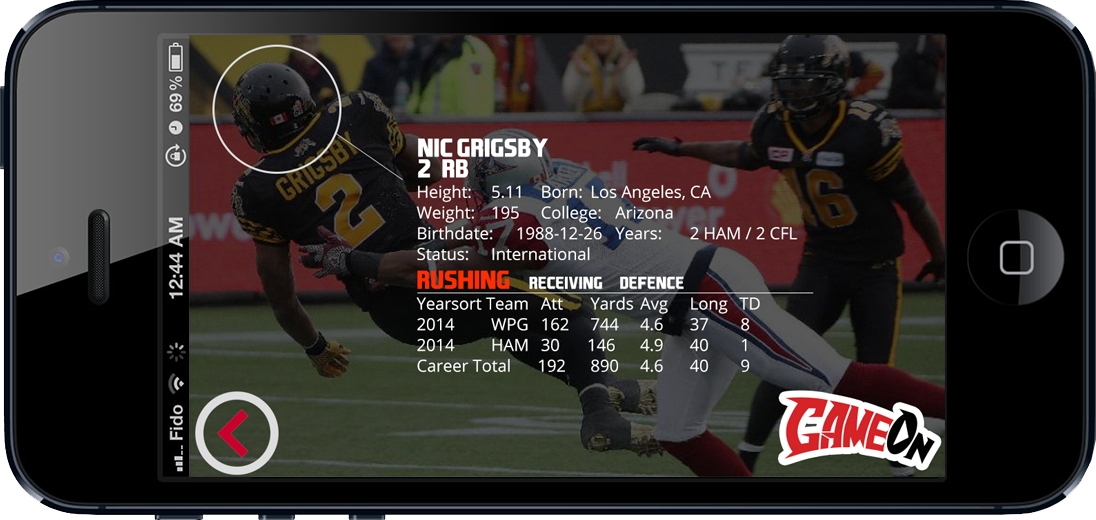 Fido 12:44 AM 69 %
GRIGSBY
2
16
NIC GRIGSBY
2 RB
Height: 5.11 Born: Los Angeles, CA
Weight: 195 College: Arizona
Birthdate: 1988-12-26 Years: 2 HAM / 2 CFL
Status: International
RUSHING RECEIVING DEFENCE
Yearsort Team Att Yards Avg Long TD
2014 WPG 162 744 4.6 37 8
2014 HAM 30 146 4.9 40 1
Career Total 192 890 4.6 40 9
GAMEON